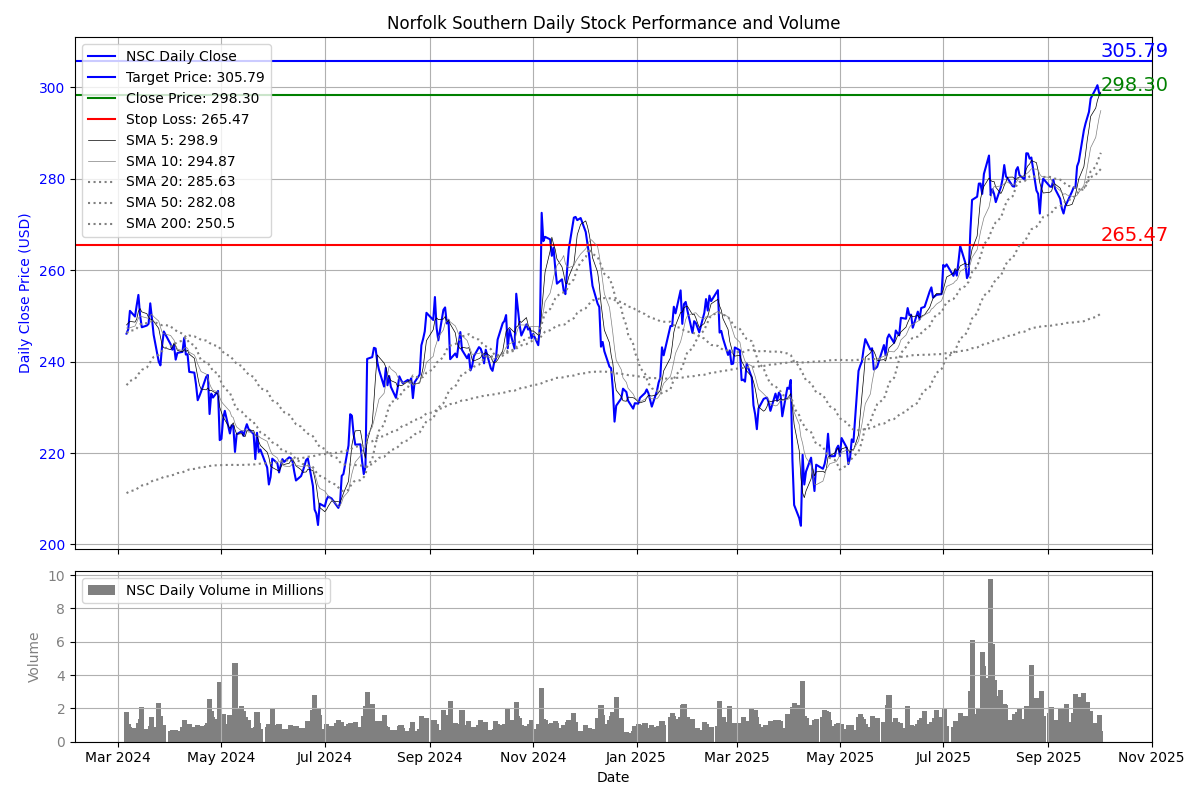 Norfolk Southern Daily Stock Performance and Volume
NSC Daily Close
Target Price: 305.79
Close Price: 298.30
Stop Loss: 265.47
SMA 5: 298.9
SMA 10: 294.87
SMA 20: 285.63
SMA 50: 282.08
SMA 200: 250.5
305.79
298.30
265.47
300
280
260
240
220
200
Daily Close Price (USD)
NSC Daily Volume in Millions
10
8
6
4
2
0
Volume
Mar 2024
May 2024
Jul 2024
Sep 2024
Nov 2024
Jan 2025
Mar 2025
May 2025
Jul 2025
Sep 2025
Nov 2025
Date